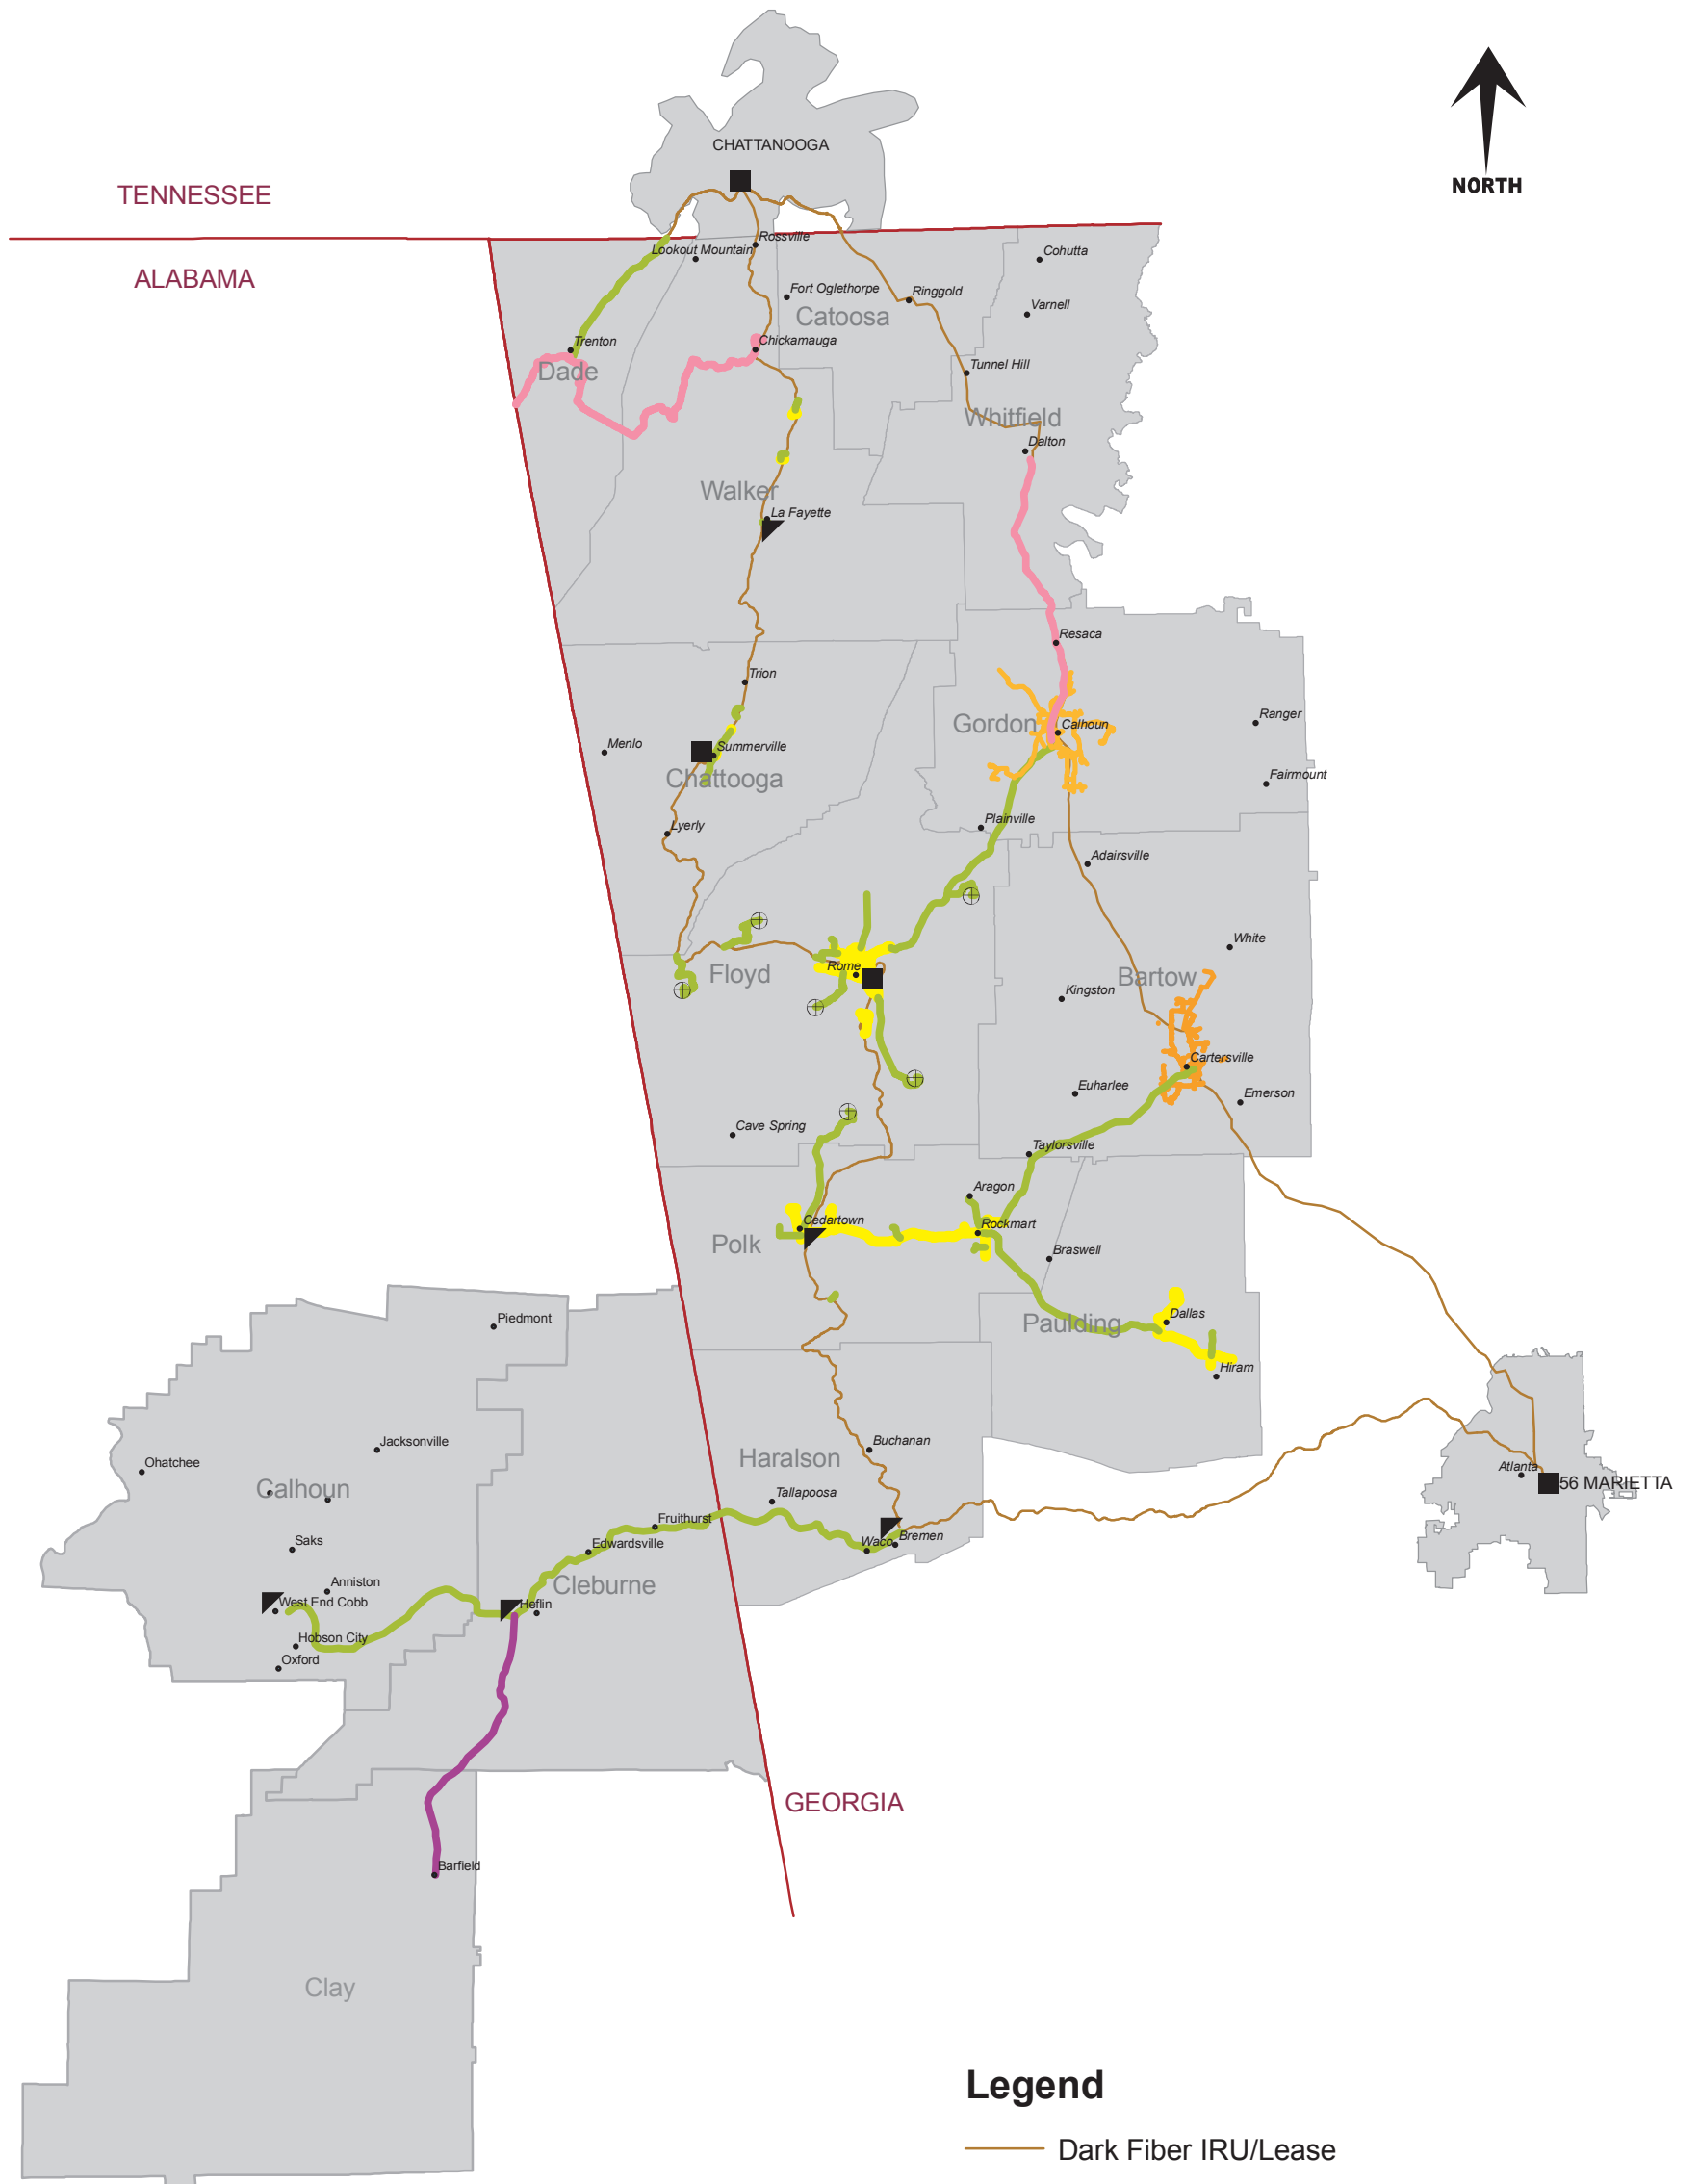 CHATTANOOGA
NORTH
TENNESSEE
Rossville
Lookout Mountain
Cohutta
ALABAMA
Fort Oglethorpe
Ringgold
Varnell
Catoosa
Trenton
Chickamauga
Dade
Tunnel Hill
Whitfield
Dalton
Walker
La Fayette
Resaca
Trion
Ranger
Gordon
Calhoun
Menlo
Summerville
Chattooga
Fairmount
Plainville
Lyerly
Adairsville
White
Rome
Floyd
Bartow
Kingston
Cartersville
Euharlee
Emerson
Cave Spring
Taylorsville
Aragon
Cedartown
Rockmart
Polk
Braswell
Piedmont
Paulding
Dallas
Hiram
Jacksonville
Buchanan
Ohatchee
Haralson
Atlanta
56 MARIETTA
Calhoun
Tallapoosa
Fruithurst
Saks
Edwardsville
Waco
Bremen
Anniston
Cleburne
West End Cobb
Heflin
Hobson City
Oxford
GEORGIA
Barfield
Clay
Legend
Dark Fiber IRU/Lease